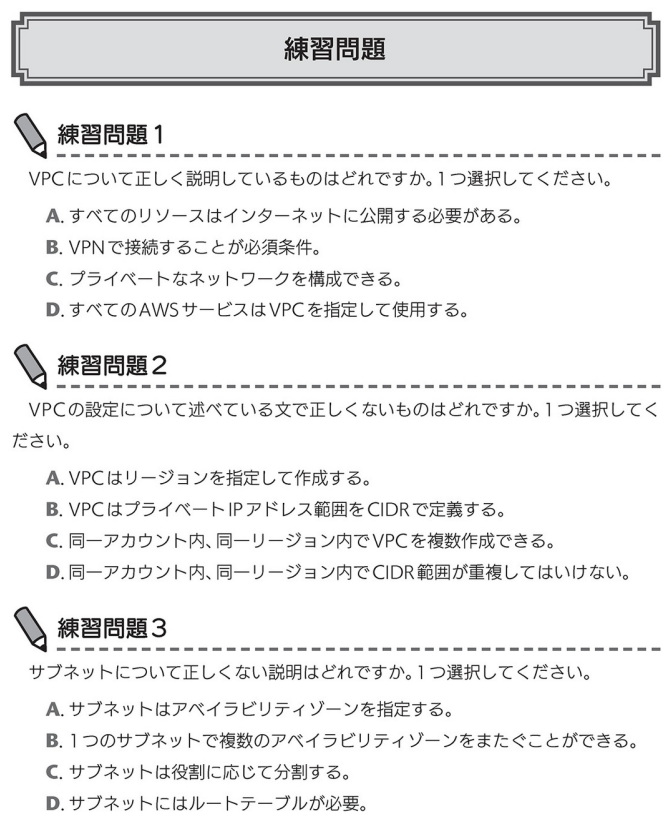 練習問題
練習問題1
VPCについて正しく説明しているものはどれですか。1つ選択してください。
A. すべてのリソースはインターネットに公開する必要がある。
B. VPNで接続することが必須条件。
C. プライベートなネットワークを構成できる。
D. すべてのAWSサービスはVPCを指定して使用する。
練習問題2
VPCの設定について述べている文で正しくないものはどれですか。1つ選択してく
ださい。
A. VPCはリージョンを指定して作成する。
B. VPCはプライベートIPアドレス範囲をCIDRで定義する。
C. 同一アカウント内、同一リージョン内でVPCを複数作成できる。
D. 同一アカウント内、同一リージョン内でCIDR範囲が重複してはいけない。
練習問題3
サブネットについて正しくない説明はどれですか。1つ選択してください。
A. サブネットはアベイラビリティゾーンを指定する。
B. 1つのサブネットで複数のアベイラビリティゾーンをまたぐことができる。
C. サブネットは役割に応じて分割する。
D. サブネットにはルートテーブルが必要。